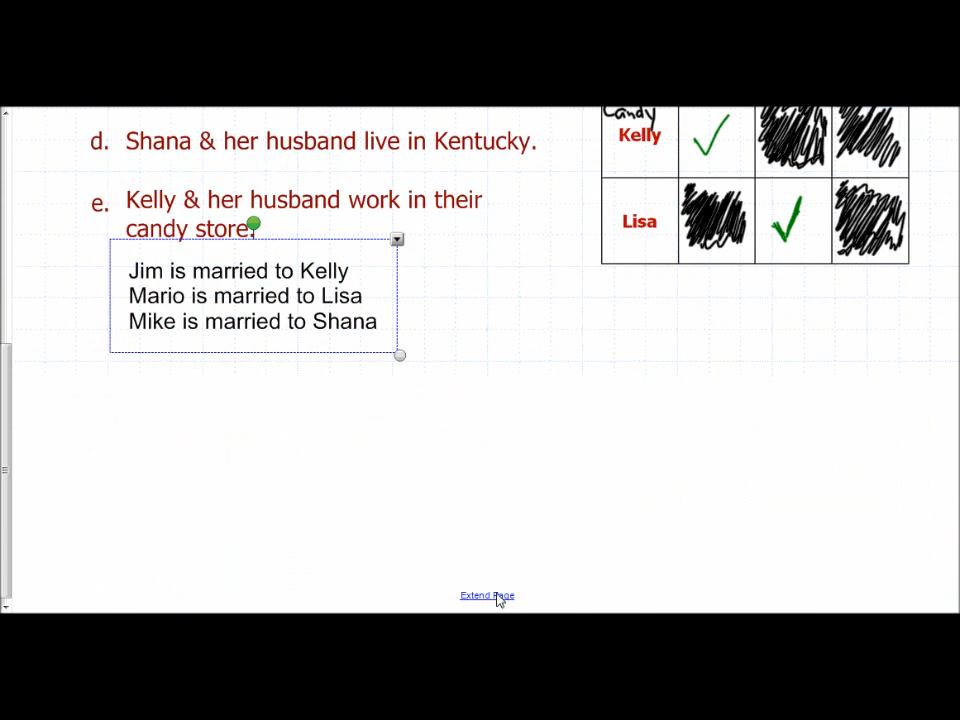 d. Shana & her husband live in Kentucky.
e. Kelly & her husband work in their
candy store.
Jim is married to Kelly
Mario is married to Lisa
Mike is married to Shana
Candy
Kelly
Lisa
Extend Page